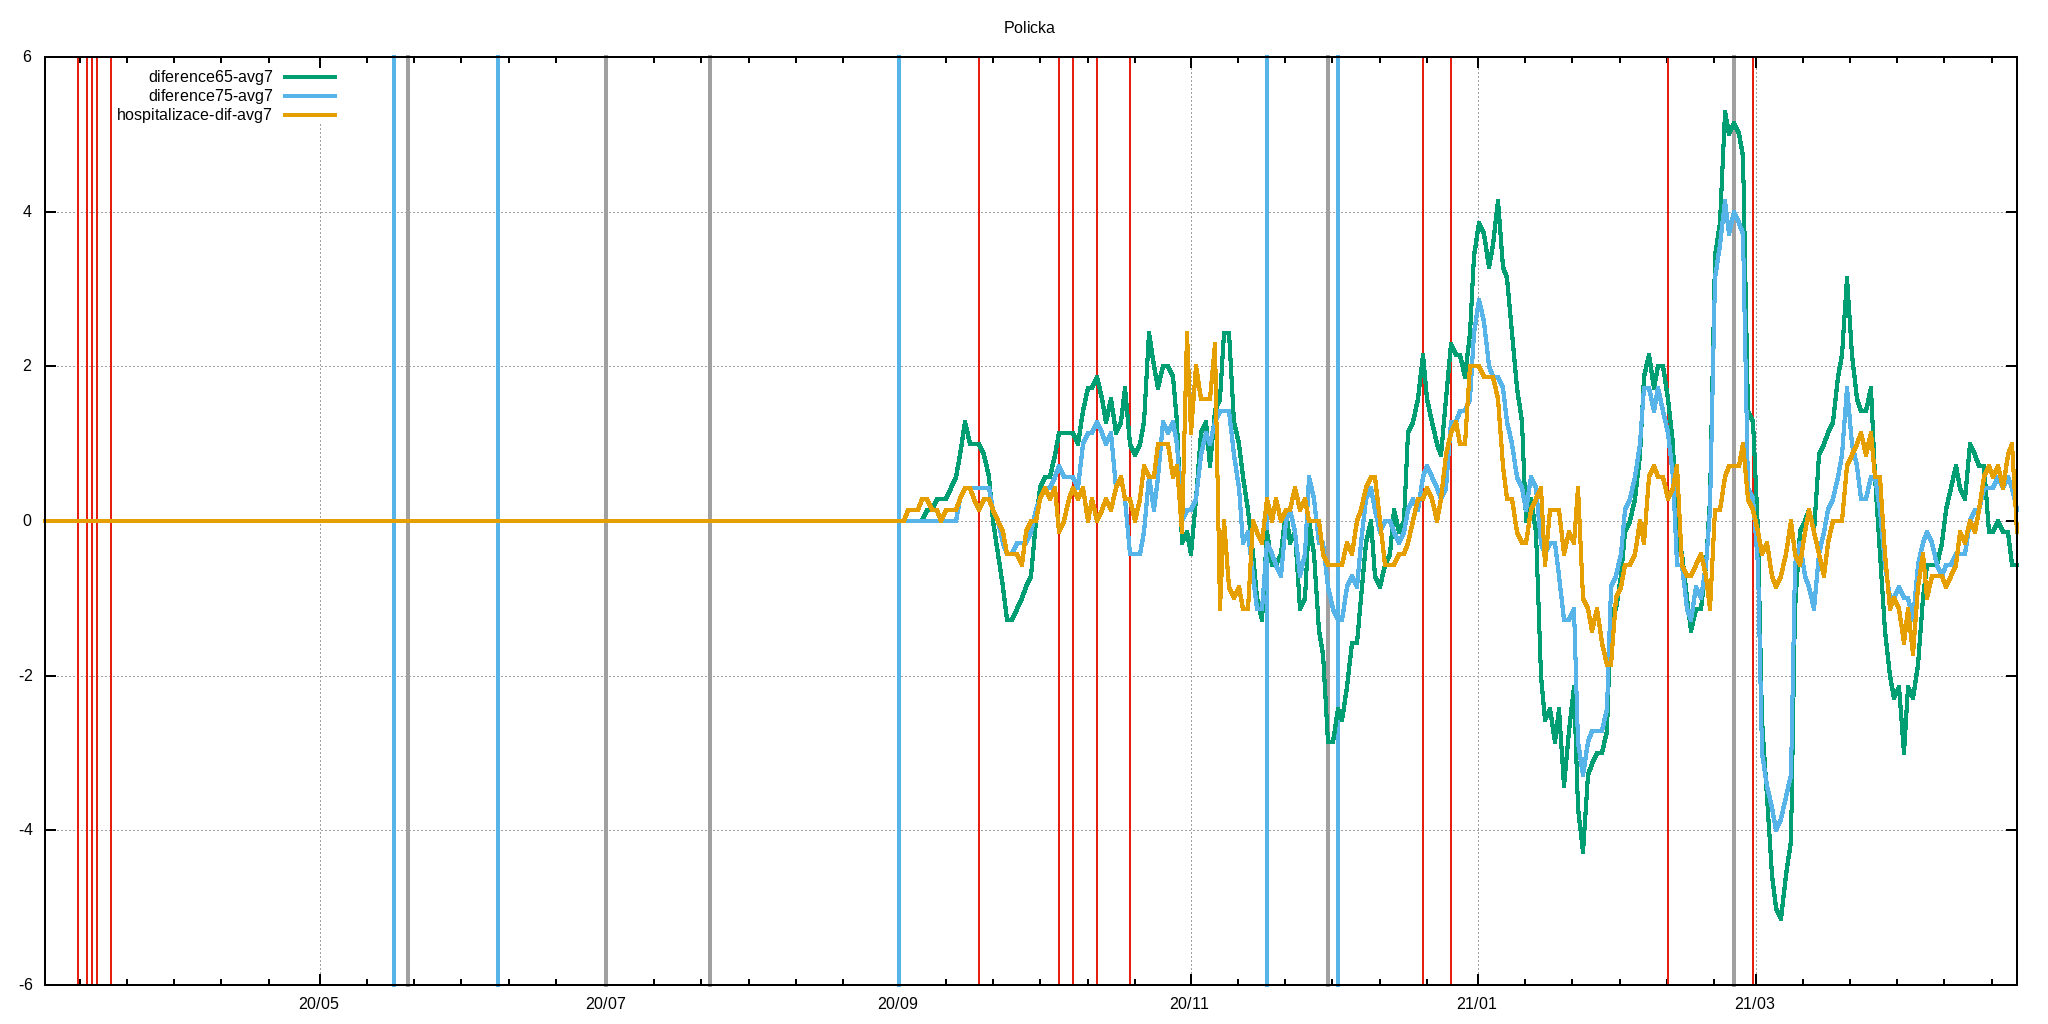 Policka
6
diference65-avg7
diference75-avg7
hospitalizace-dif-avg7
4
2
0
-2
-4
-6
20/05 20/07 20/09 20/11 21/01 21/03